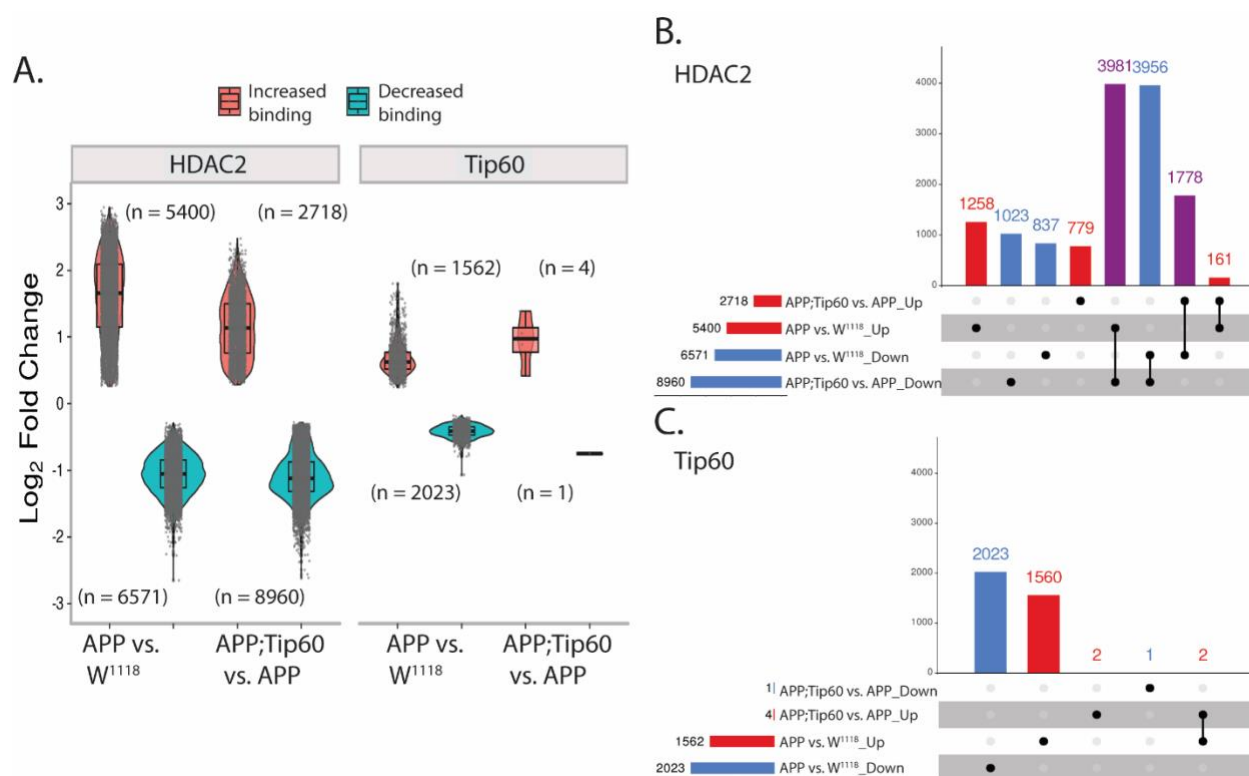 A.
Increased
binding
Decreased
binding
HDAC2
Tip60
Log2 Fold Change
3
2
1
0
-1
-2
-3
(n = 5400)
(n = 2718)
(n = 1562)
(n = 4)
(n = 2023)
(n = 1)
(n = 6571)
(n = 8960)
APP vs.
W1118
APP;Tip60
vs. APP
APP vs.
W1118
APP;Tip60
vs. APP
B.
HDAC2
4000
3000
2000
1000
0
1258
1023
837
779
3981
3956
1778
161
2718 APP;Tip60 vs. APP_Up
5400 APP vs. W1118_Up
6571 APP vs. W1118_Down
8960 APP;Tip60 vs. APP_Down
C.
Tip60
4000
3000
2000
1000
0
2023
1560
2
1
2
1 APP;Tip60 vs. APP_Down
4 APP;Tip60 vs. APP_Up
1562 APP vs. W1118_Up
2023 APP vs. W1118_Down